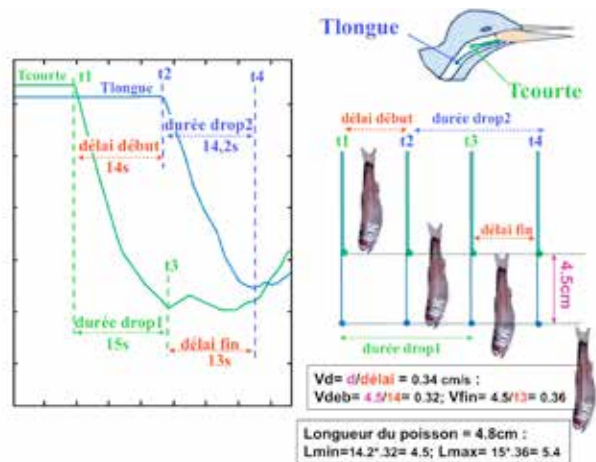 Tcourte
t1
t2
t4
Tlongue
durée drop2
14,2s
délai début
14s
t3
durée drop1
15s
délai fin
13s
Tlongue
Tcourte
délai début
durée drop2
t1
t2
t3
t4
délai fin
4.5cm
durée drop1
Vd= d/délai = 0.34 cm/s :
Vdeb= 4.5/14= 0.32; Vfin= 4.5/13= 0.36
Longueur du poisson = 4.8cm :
Lmin=14.2*.32= 4.5; Lmax= 15*.36= 5.4